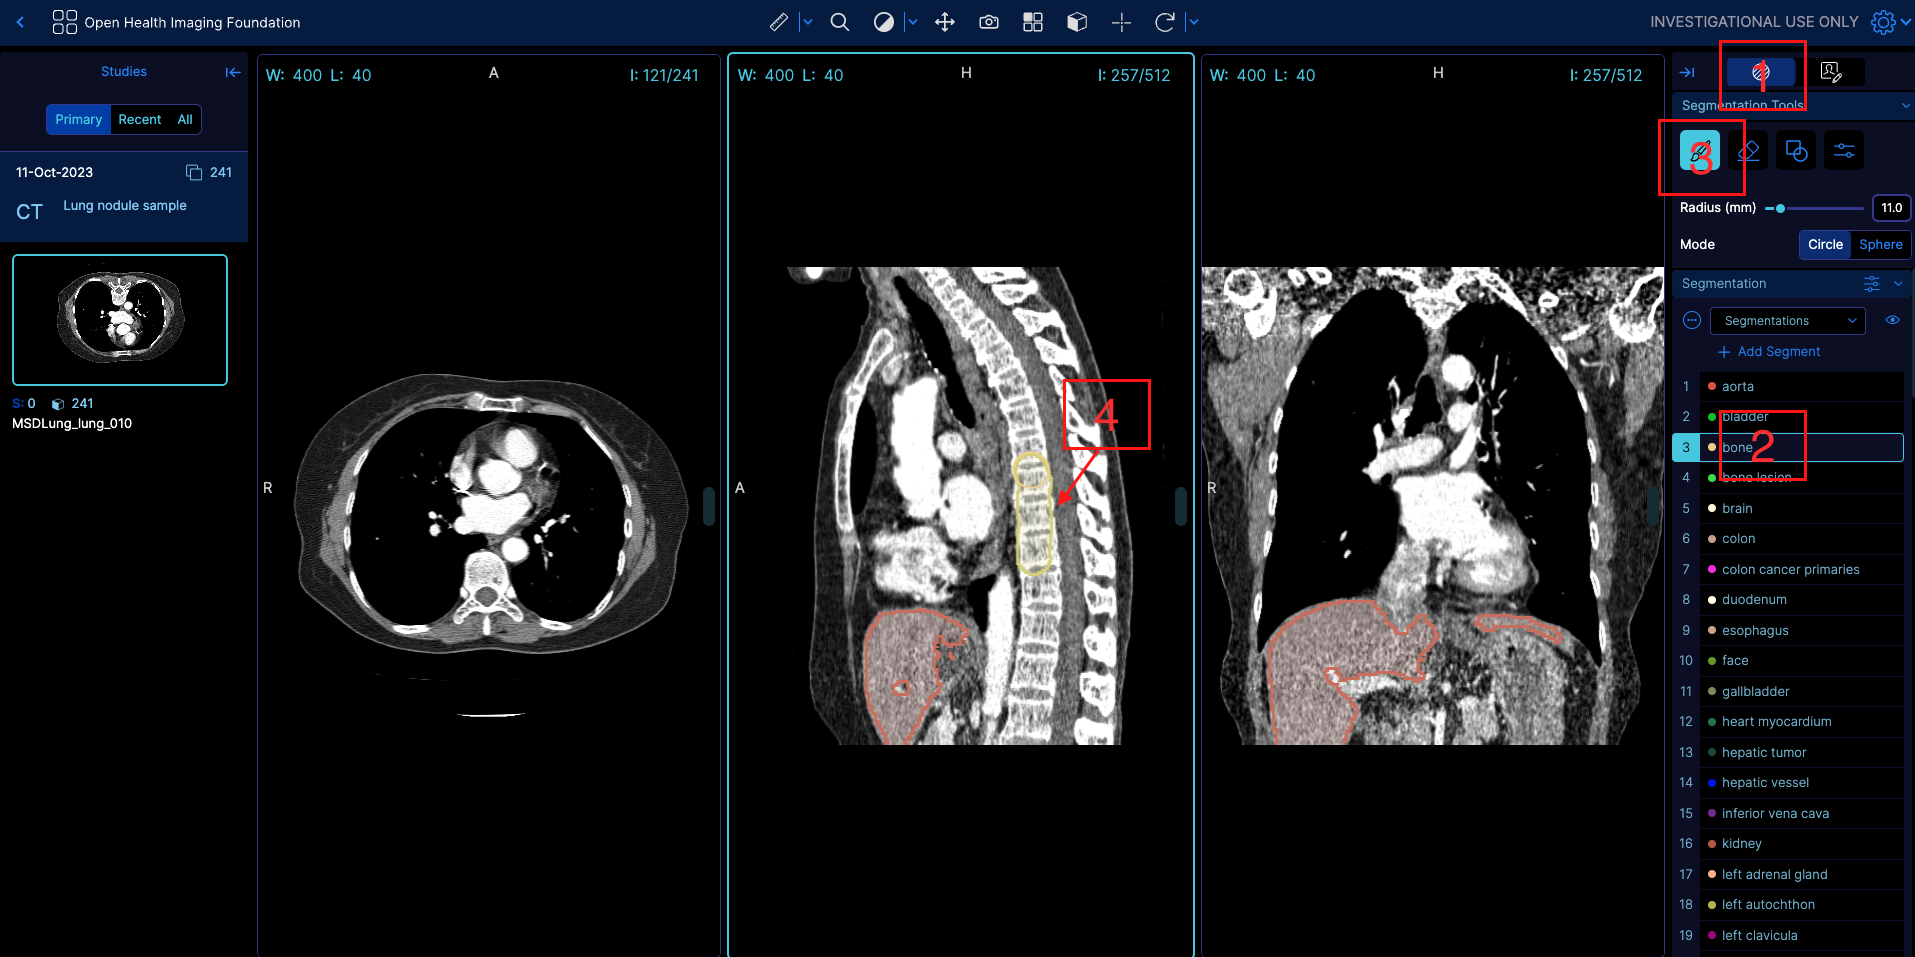 Open Health Imaging Foundation
INVESTIGATIONAL USE ONLY
Studies
Primary Recent All
11-Oct-2023 241
CT Lung nodule sample
S: 0 241
MSDLung_lung_010
W: 400 L: 40 A I: 121/241
R
W: 400 L: 40 H I: 257/512
A
W: 400 L: 40 H I: 257/512
R
1
Segmentation Tools
3
Radius (mm) 11.0
Mode Circle Sphere
Segmentation
Segmentations
+ Add Segment
1 aorta
2 bladder
3 bone
2
4
4 bone lesion
5 brain
6 colon
7 colon cancer primaries
8 duodenum
9 esophagus
10 face
11 gallbladder
12 heart myocardium
13 hepatic tumor
14 hepatic vessel
15 inferior vena cava
16 kidney
17 left adrenal gland
18 left autochthon
19 left clavicula